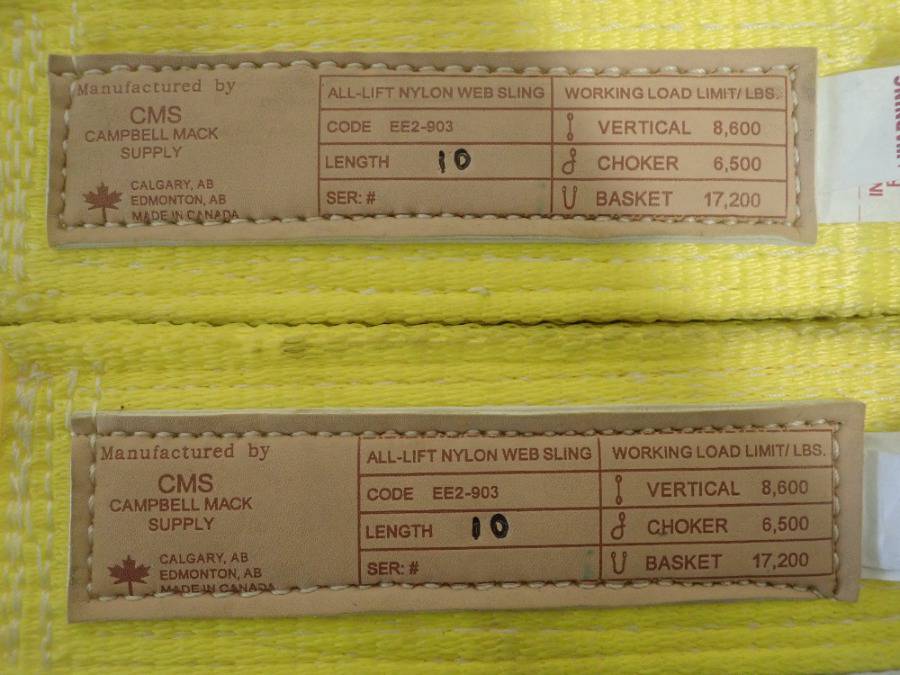 Manufactured by
CMS
CAMPBELL MACK
SUPPLY
CALGARY, AB
EDMONTON, AB
MADE IN CANADA
ALL-LIFT NYLON WEB SLING
CODE EE2-903
LENGTH 10
SER: #
WORKING LOAD LIMIT/ LBS.
VERTICAL 8,600
CHOKER 6,500
BASKET 17,200
WARNING
IN
Manufactured by
CMS
CAMPBELL MACK
SUPPLY
CALGARY, AB
EDMONTON, AB
MADE IN CANADA
ALL-LIFT NYLON WEB SLING
CODE EE2-903
LENGTH 10
SER: #
WORKING LOAD LIMIT/ LBS.
VERTICAL 8,600
CHOKER 6,500
BASKET 17,200